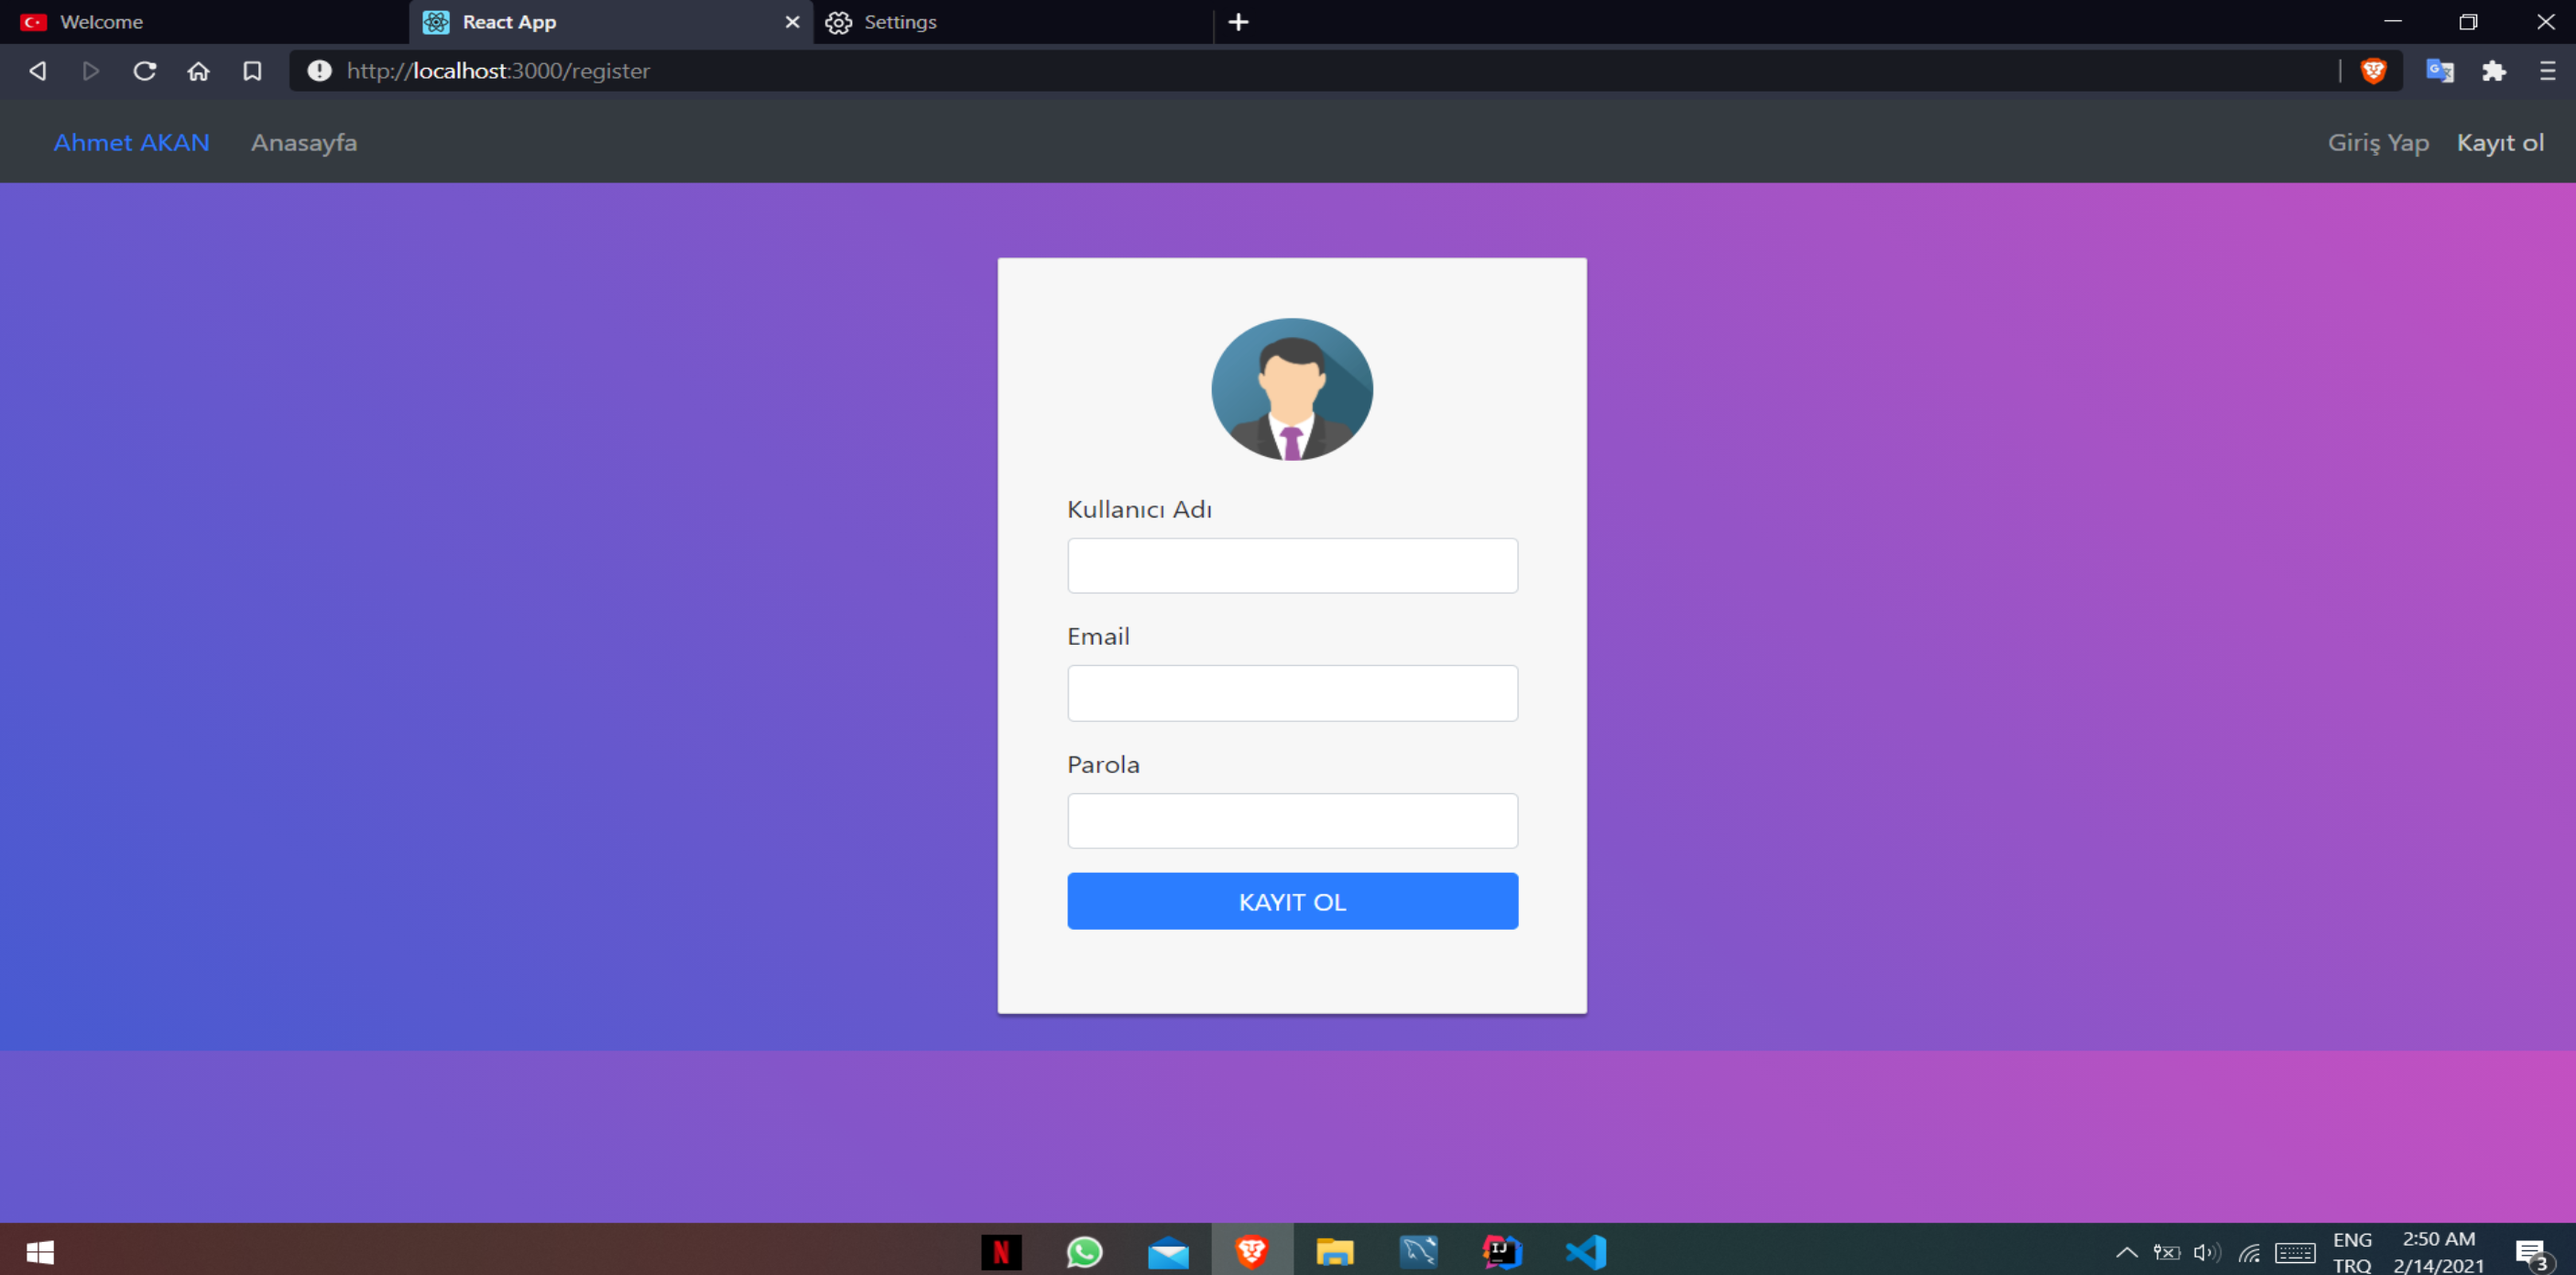 Welcome
React App
Settings
http://localhost:3000/register
Ahmet AKAN
Anasayfa
Giriş Yap
Kayıt ol
Kullanıcı Adı
Email
Parola
KAYIT OL
N
IJ
ENG
TRQ
2:50 AM
2/14/2021
3